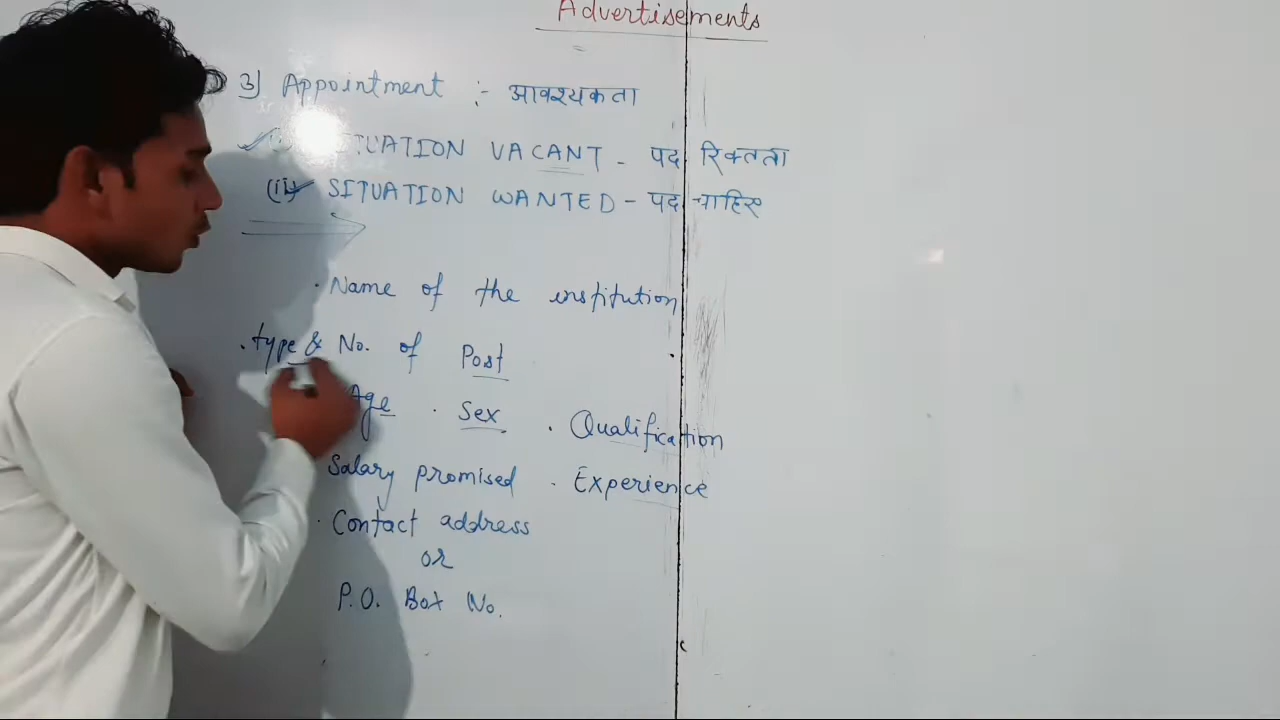 Advertisements
3) Appointment :- आवश्यकता
TUATION VACANT - पद रिक्तता
(ii) SITUATION WANTED - पद चाहिए
. Name of the institution
. type & No. of Post
Age . Sex . Qualification
Salary promised . Experience
. Contact address
or
P.O. Box No.